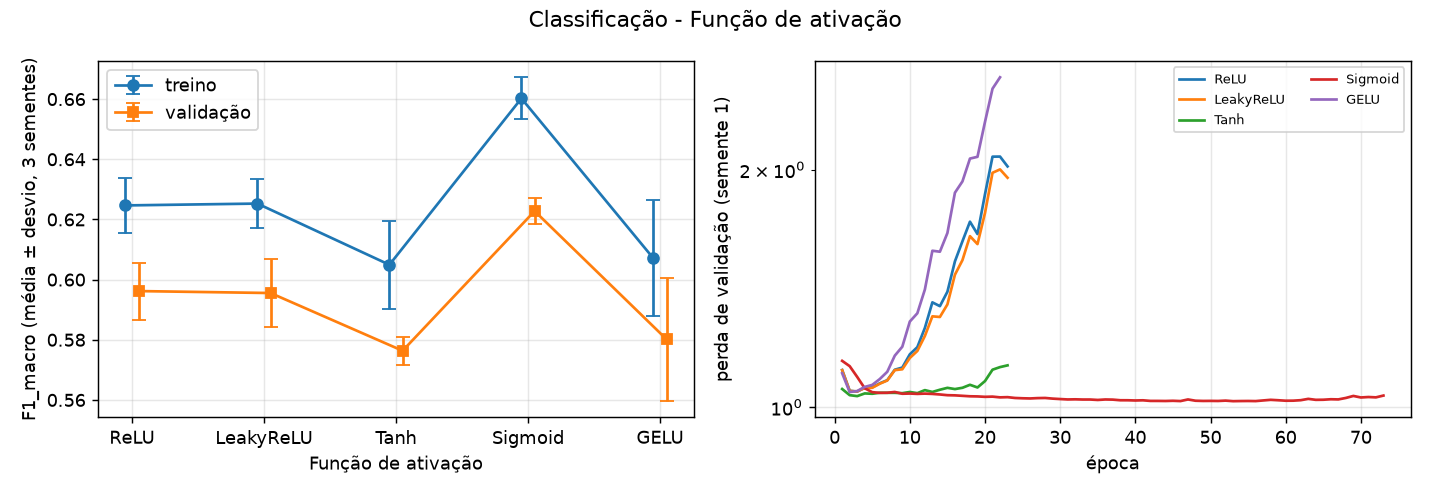 Classificação - Função de ativação
F1_macro (média ± desvio, 3 sementes)
treino
validação
0.66
0.64
0.62
0.60
0.58
0.56
ReLU
LeakyReLU
Tanh
Sigmoid
GELU
Função de ativação
perda de validação (semente 1)
ReLU
LeakyReLU
Tanh
Sigmoid
GELU
2 × 10⁰
10⁰
0
10
20
30
40
50
60
70
época